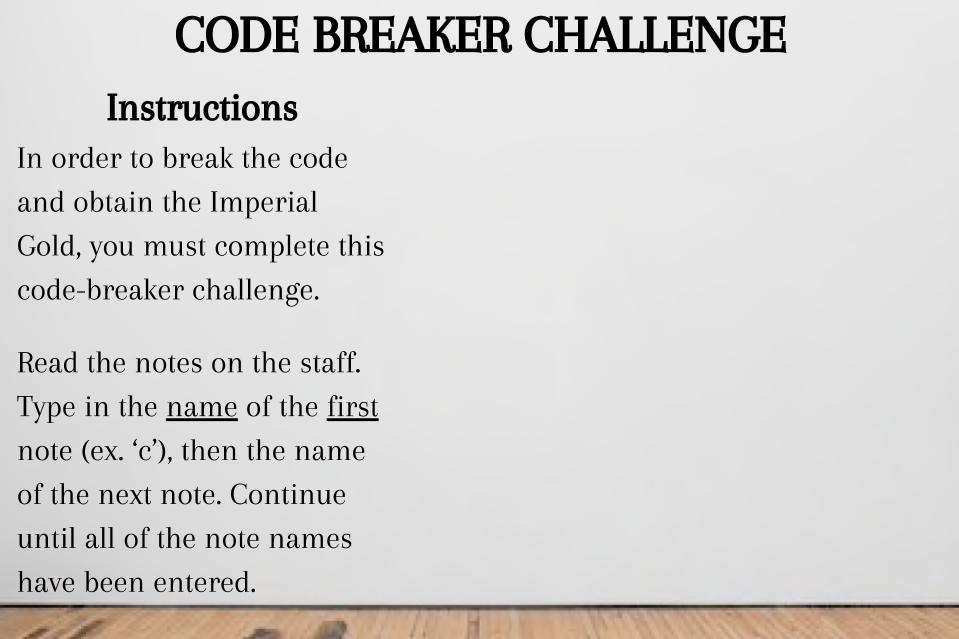 CODE BREAKER CHALLENGE
Instructions
In order to break the code
and obtain the Imperial
Gold, you must complete this
code-breaker challenge.
Read the notes on the staff.
Type in the name of the first
note (ex. ‘c’), then the name
of the next note. Continue
until all of the note names
have been entered.